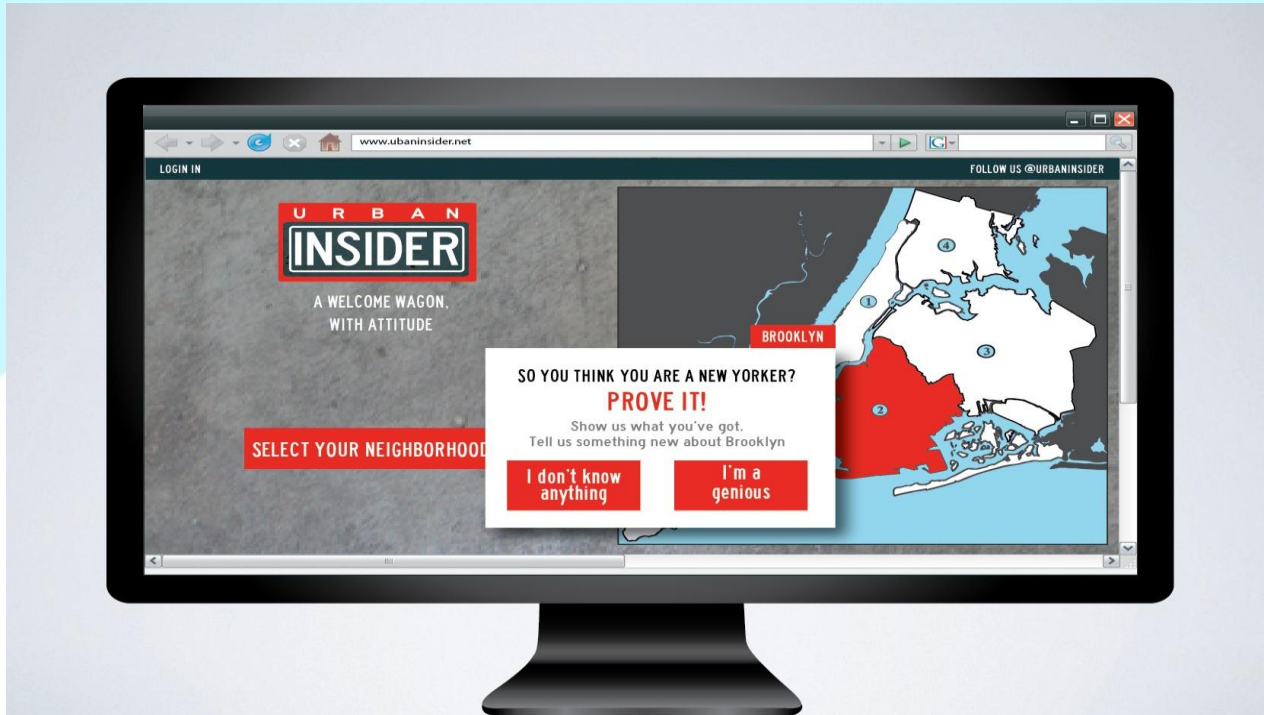 www.ubaninsider.net
G
LOGIN IN
FOLLOW US @URBANINSIDER
URBAN
INSIDER
A WELCOME WAGON,
WITH ATTITUDE
4
1
BROOKLYN
3
SO YOU THINK YOU ARE A NEW YORKER?
PROVE IT!
2
Show us what you've got.
Tell us something new about Brooklyn
SELECT YOUR NEIGHBORHOOD
I don't know
anything
I'm a
genious